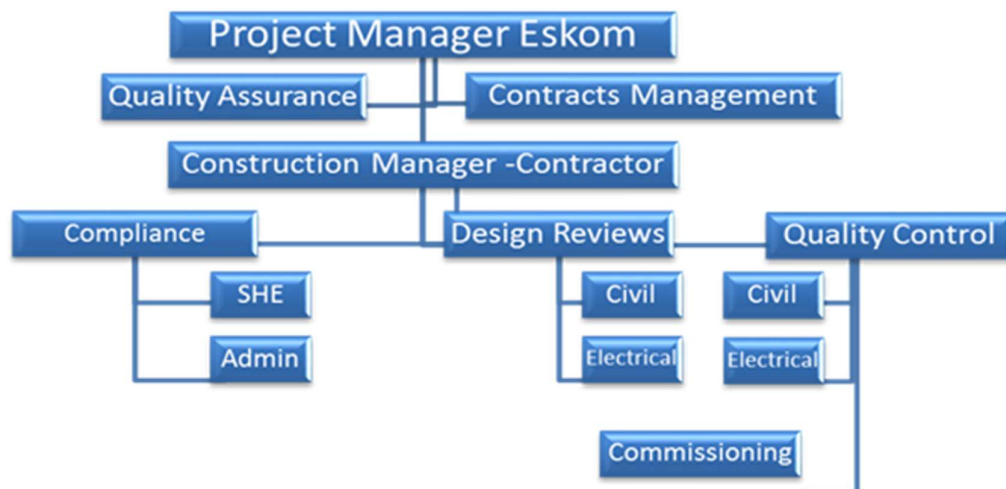 Project Manager Eskom
Quality Assurance
Contracts Management
Construction Manager -Contractor
Compliance
Design Reviews
Quality Control
SHE
Civil
Civil
Admin
Electrical
Electrical
Commissioning